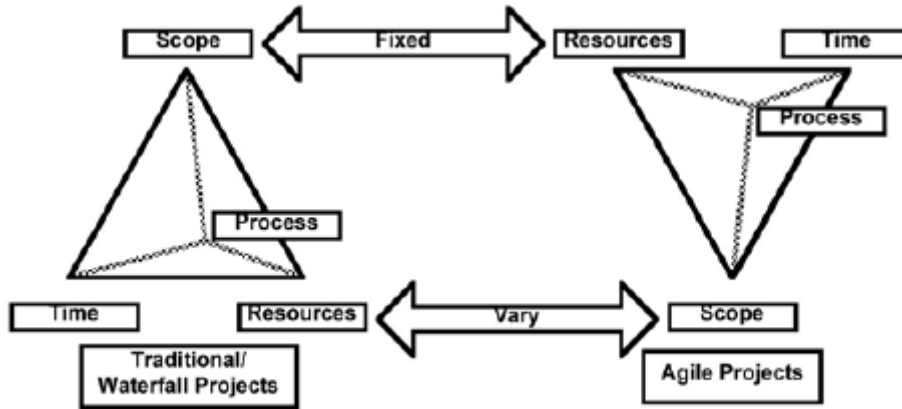 Scope
Fixed
Resources
Time
Process
Process
Time
Resources
Vary
Scope
Traditional/
Waterfall Projects
Agile Projects